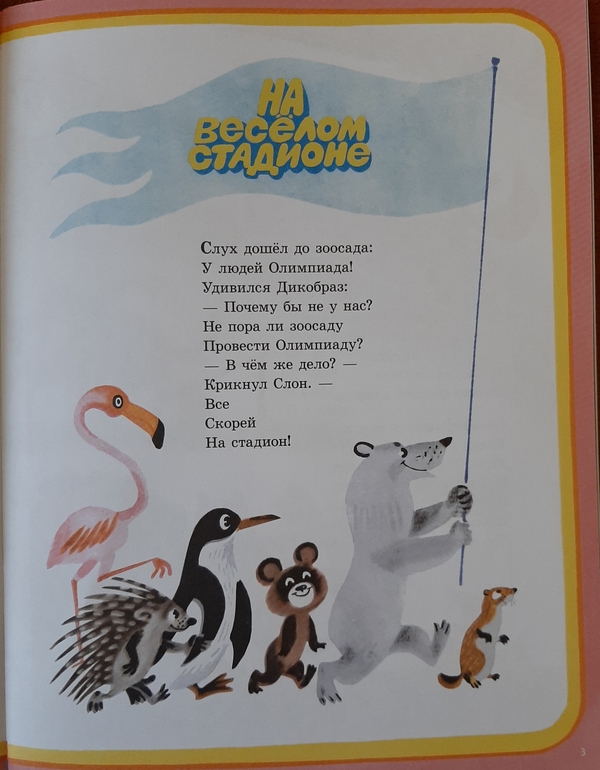 НА
ВЕСЁЛОМ
СТАДИОНЕ
Слух дошёл до зоосада:
У людей Олимпиада!
Удивился Дикобраз:
— Почему бы не у нас?
Не пора ли зоосаду
Провести Олимпиаду?
— В чём же дело? —
Крикнул Слон. —
Все
Скорей
На стадион!
3